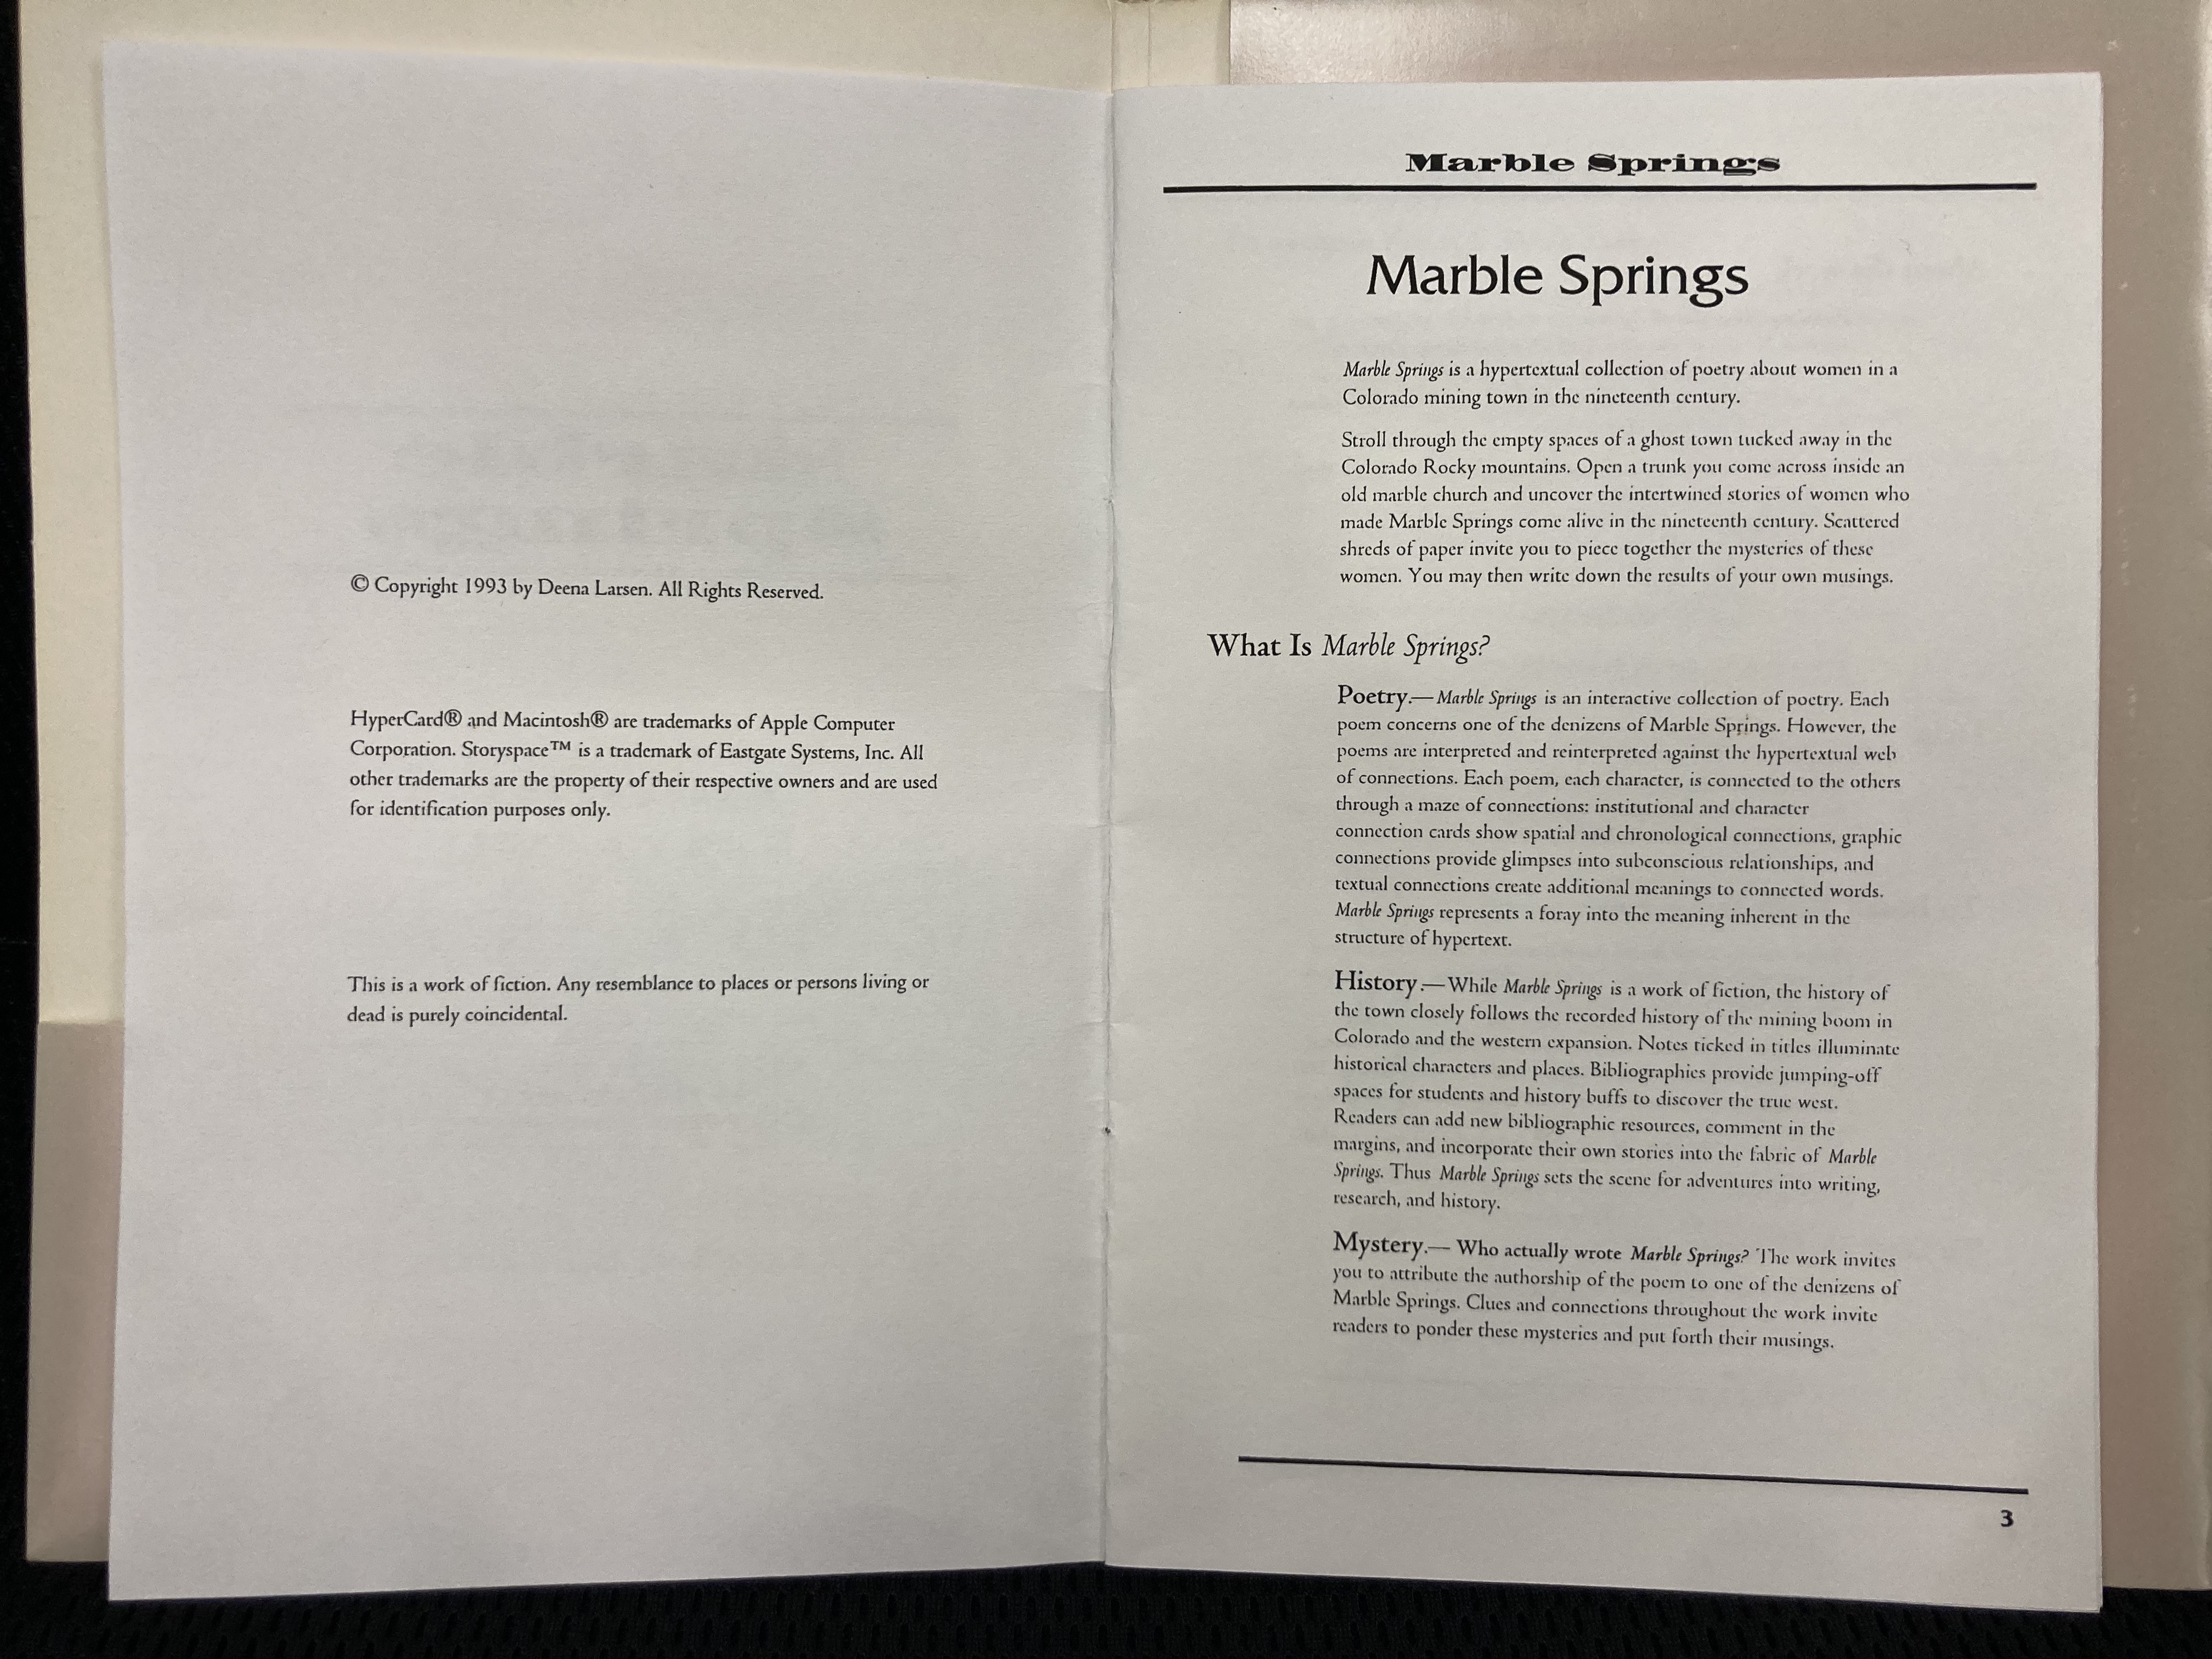 © Copyright 1993 by Deena Larsen. All Rights Reserved.
HyperCard® and Macintosh® are trademarks of Apple Computer
Corporation. Storyspace™ is a trademark of Eastgate Systems, Inc. All
other trademarks are the property of their respective owners and are used
for identification purposes only.
This is a work of fiction. Any resemblance to places or persons living or
dead is purely coincidental.
Marble Springs
Marble Springs
Marble Springs is a hypertextual collection of poetry about women in a
Colorado mining town in the nineteenth century.
Stroll through the empty spaces of a ghost town tucked away in the
Colorado Rocky mountains. Open a trunk you come across inside an
old marble church and uncover the intertwined stories of women who
made Marble Springs come alive in the nineteenth century. Scattered
shreds of paper invite you to piece together the mysteries of these
women. You may then write down the results of your own musings.
What Is Marble Springs?
Poetry.—Marble Springs is an interactive collection of poetry. Each
poem concerns one of the denizens of Marble Springs. However, the
poems are interpreted and reinterpreted against the hypertextual web
of connections. Each poem, each character, is connected to the others
through a maze of connections: institutional and character
connection cards show spatial and chronological connections, graphic
connections provide glimpses into subconscious relationships, and
textual connections create additional meanings to connected words.
Marble Springs represents a foray into the meaning inherent in the
structure of hypertext.
History.—While Marble Springs is a work of fiction, the history of
the town closely follows the recorded history of the mining boom in
Colorado and the western expansion. Notes ticked in titles illuminate
historical characters and places. Bibliographies provide jumping-off
spaces for students and history buffs to discover the true west.
Readers can add new bibliographic resources, comment in the
margins, and incorporate their own stories into the fabric of Marble
Springs. Thus Marble Springs sets the scene for adventures into writing,
research, and history.
Mystery.— Who actually wrote Marble Springs? The work invites
you to attribute the authorship of the poem to one of the denizens of
Marble Springs. Clues and connections throughout the work invite
readers to ponder these mysteries and put forth their musings.
3